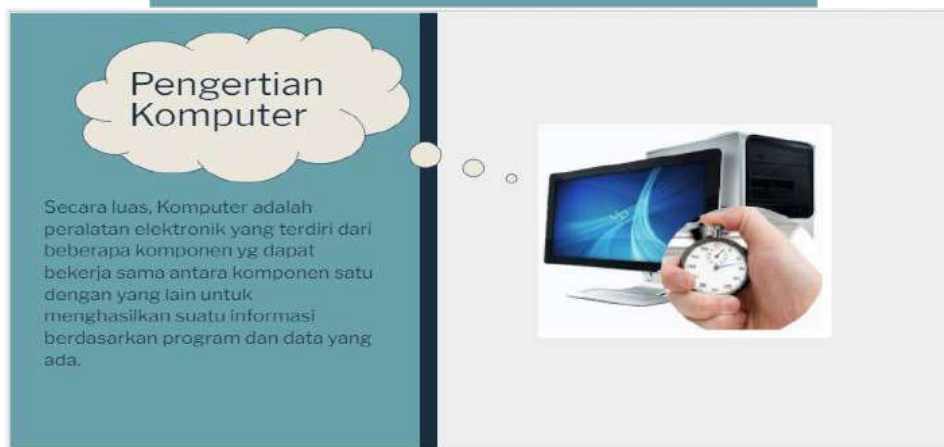 Pengertian
Komputer
Secara luas, Komputer adalah
peralatan elektronik yang terdiri dari
beberapa komponen yg dapat
bekerja sama antara komponen satu
dengan yang lain untuk
menghasilkan suatu informasi
berdasarkan program dan data yang
ada.